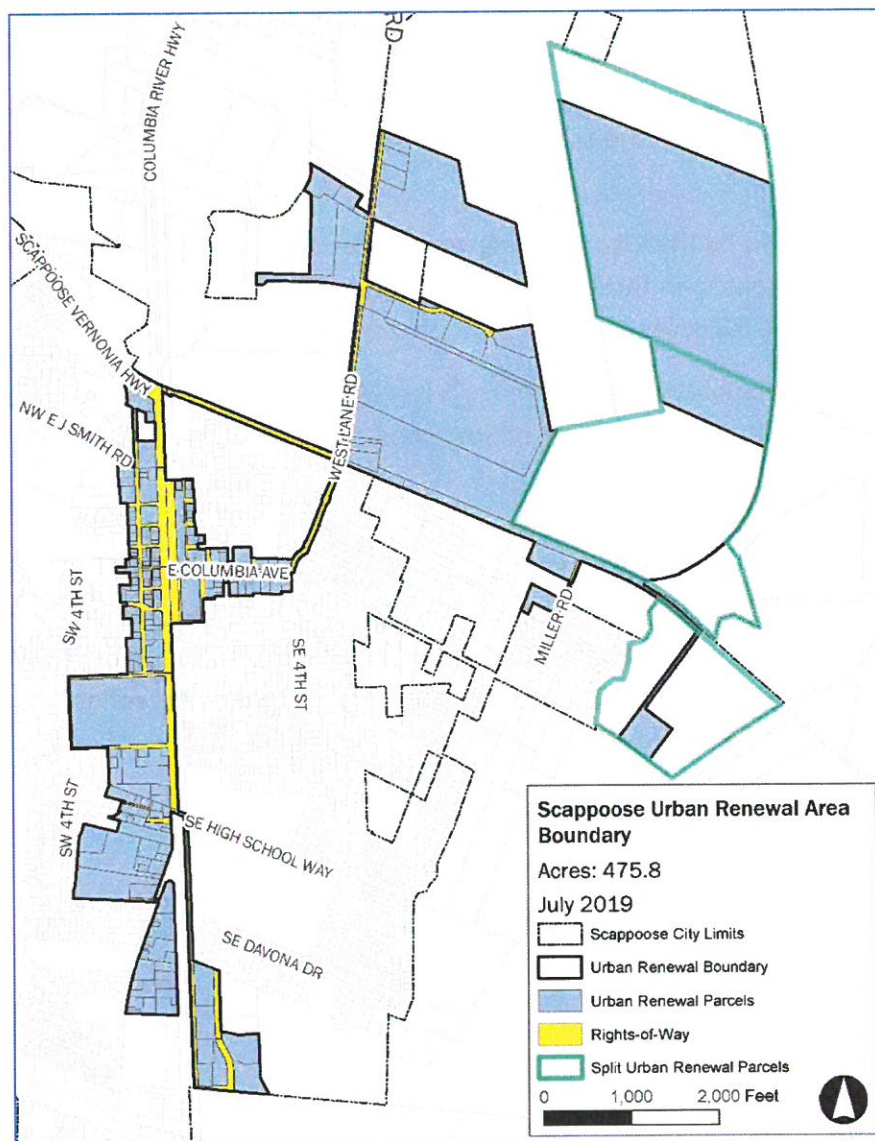 RD
COLUMBIA RIVER HWY
SCAPPOOSE VERNONIA HWY
NW E J SMITH RD
WEST LANE RD
E COLUMBIA AVE
SW 4TH ST
SE 4TH ST
MILLER RD
SW 4TH ST
SE HIGH SCHOOL WAY
SE DAVONA DR
Scappoose Urban Renewal Area
Boundary
Acres: 475.8
July 2019
Scappoose City Limits
Urban Renewal Boundary
Urban Renewal Parcels
Rights-of-Way
Split Urban Renewal Parcels
0 1,000 2,000 Feet